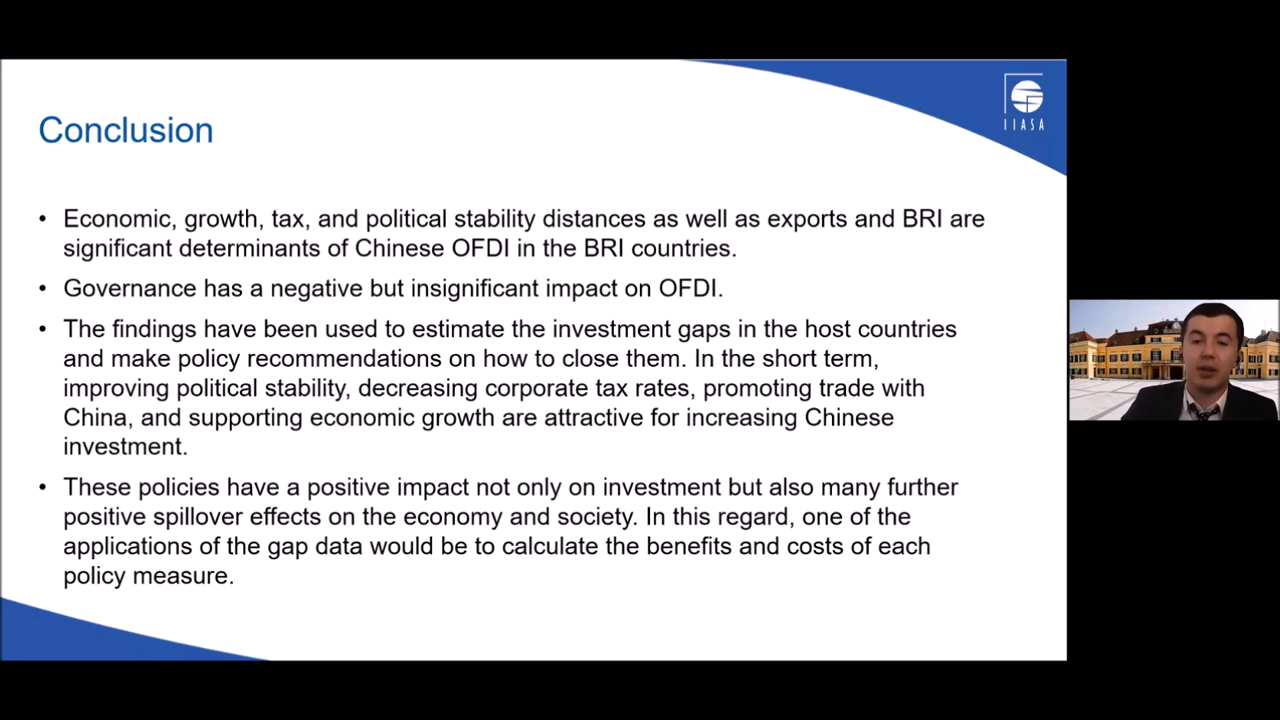 IIASA
Conclusion
• Economic, growth, tax, and political stability distances as well as exports and BRI are
significant determinants of Chinese OFDI in the BRI countries.
• Governance has a negative but insignificant impact on OFDI.
• The findings have been used to estimate the investment gaps in the host countries
and make policy recommendations on how to close them. In the short term,
improving political stability, decreasing corporate tax rates, promoting trade with
China, and supporting economic growth are attractive for increasing Chinese
investment.
• These policies have a positive impact not only on investment but also many further
positive spillover effects on the economy and society. In this regard, one of the
applications of the gap data would be to calculate the benefits and costs of each
policy measure.